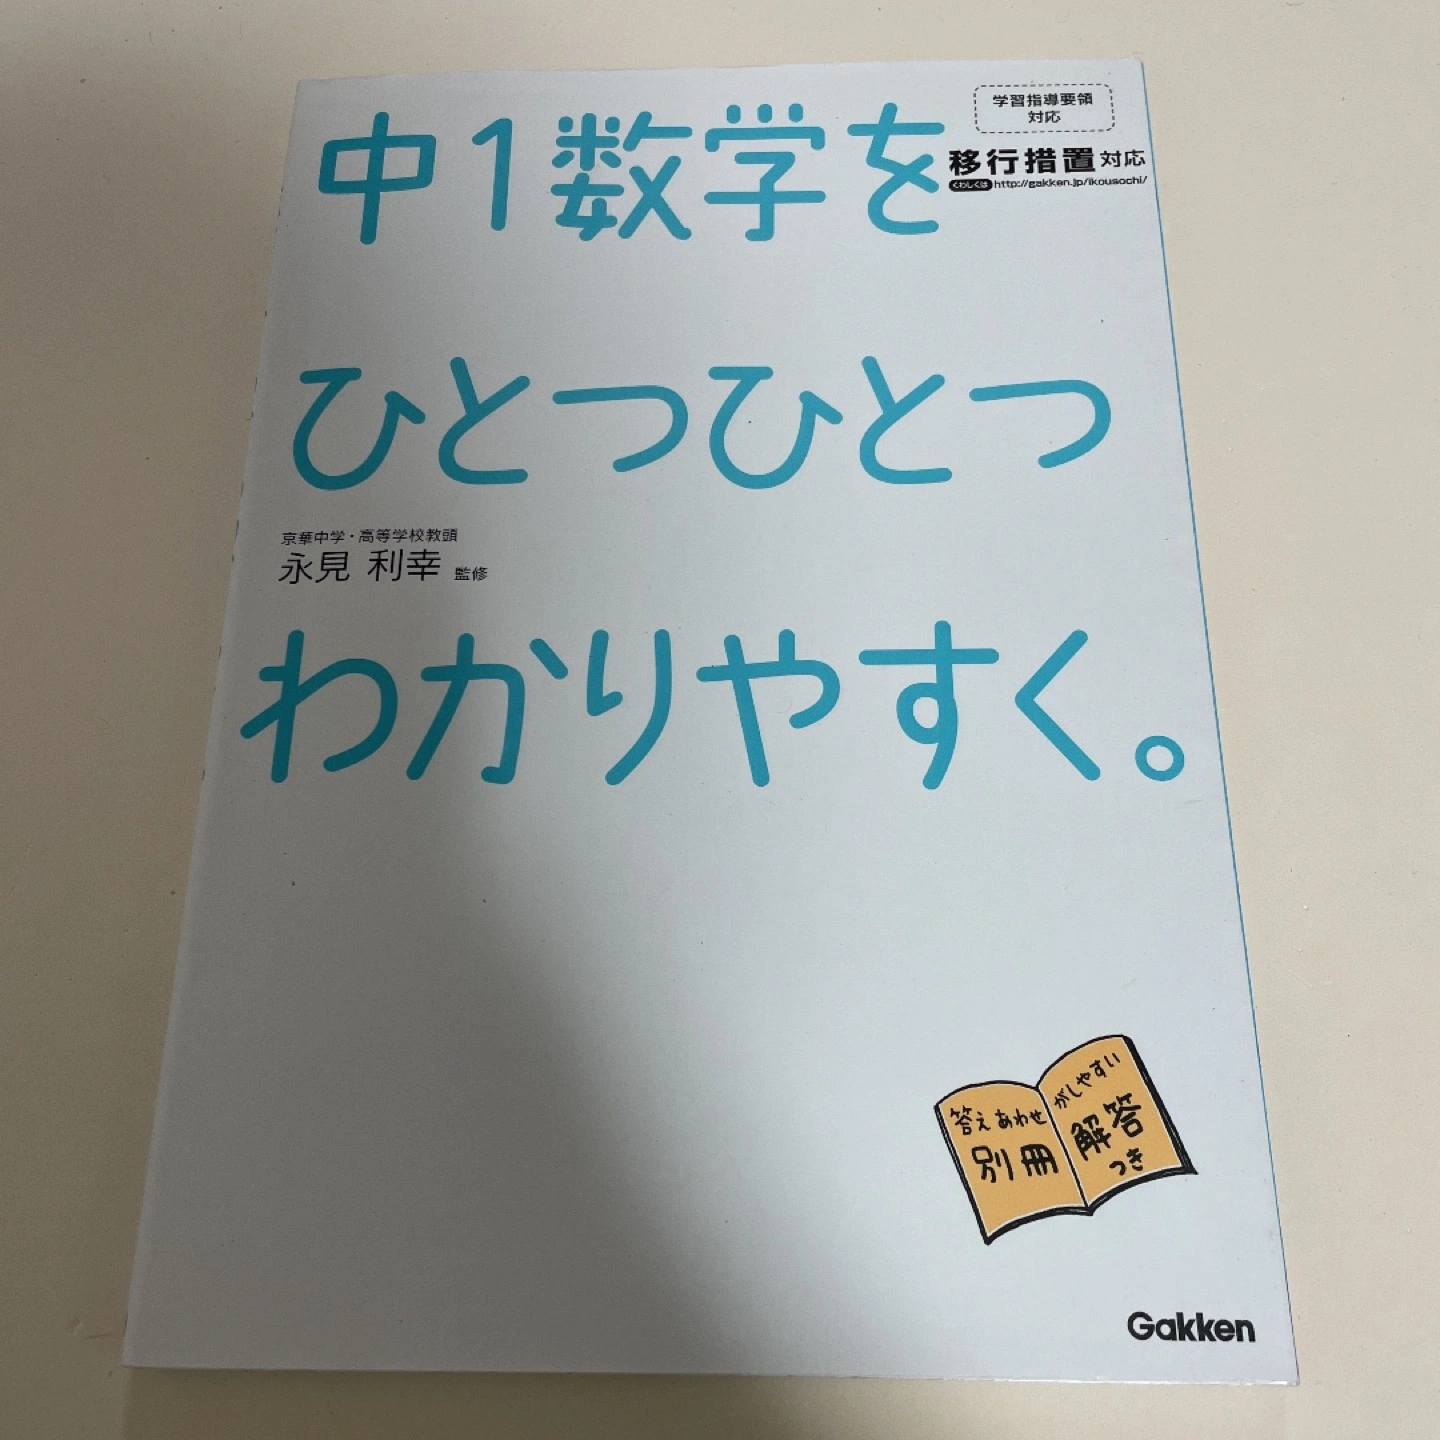 中1数学を
学習指導要領
対応
移行措置対応
くわしくは http://gakken.jp/ikousochi/
ひとつひとつ
京華中学・高等学校教頭
永見 利幸 監修
わかりやすく。
答えあわせ
がしやすい
別冊
解答
つき
Gakken